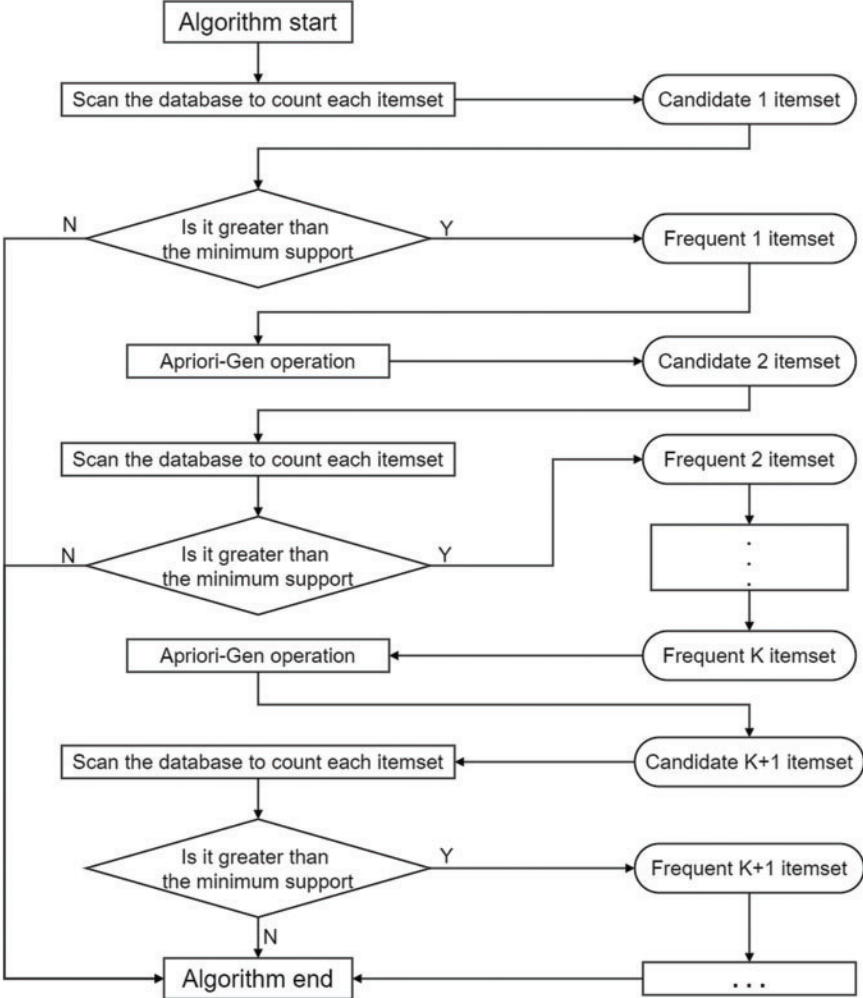 Algorithm start
Scan the database to count each itemset
Candidate 1 itemset
N
Is it greater than
the minimum support
Y
Frequent 1 itemset
Apriori-Gen operation
Candidate 2 itemset
Scan the database to count each itemset
Frequent 2 itemset
N
Is it greater than
the minimum support
Y
.
.
.
Apriori-Gen operation
Frequent K itemset
Scan the database to count each itemset
Candidate K+1 itemset
Is it greater than
the minimum support
Y
Frequent K+1 itemset
N
Algorithm end
...